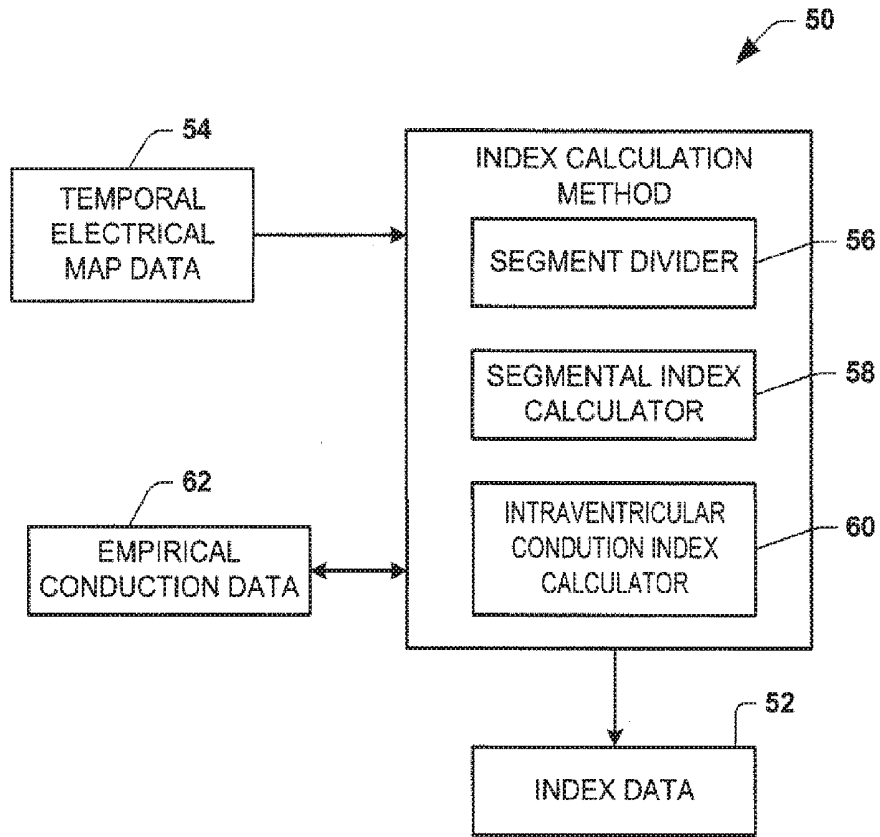 50
54
TEMPORAL
ELECTRICAL
MAP DATA
INDEX CALCULATION
METHOD
SEGMENT DIVIDER
56
SEGMENTAL INDEX
CALCULATOR
58
62
EMPIRICAL
CONDUCTION DATA
INTRAVENTRICULAR
CONDUTION INDEX
CALCULATOR
60
52
INDEX DATA